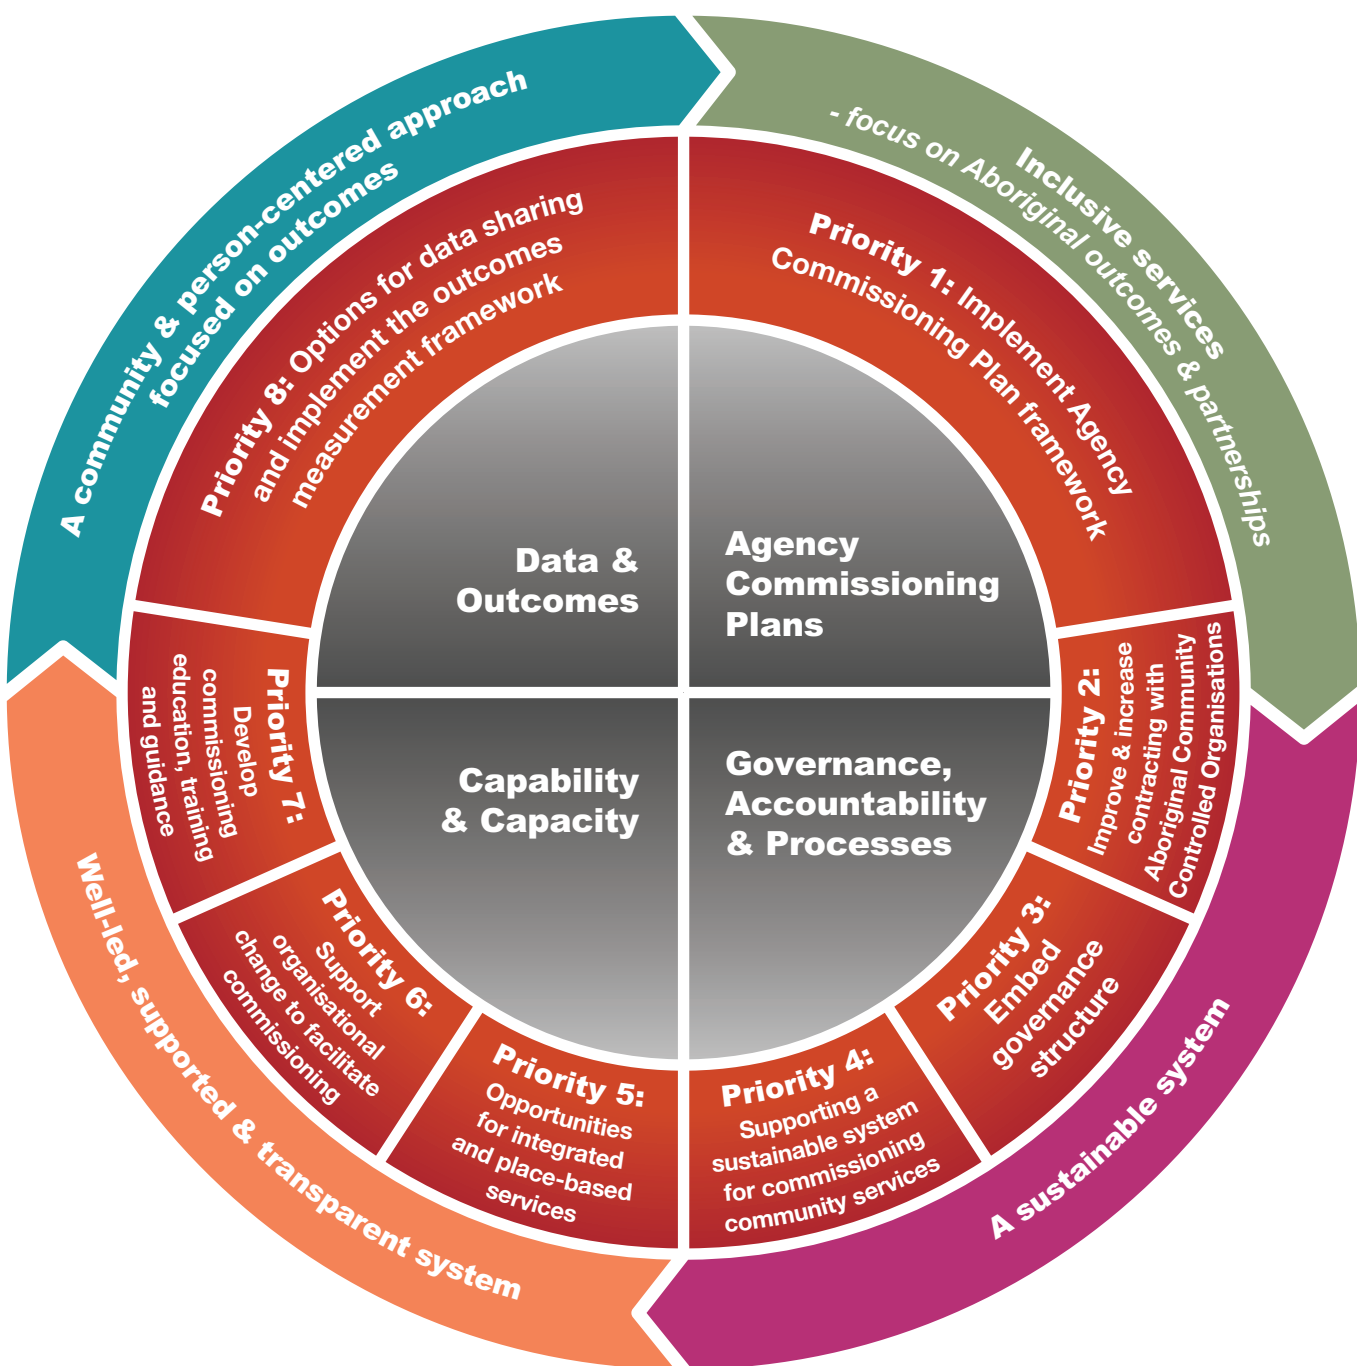 A community & person-centered approach
focused on outcomes
Inclusive services
- focus on Aboriginal outcomes & partnerships
A sustainable system
Well-led, supported & transparent system
Priority 1: Implement Agency
Commissioning Plan framework
Priority 2:
Improve & increase
contracting with
Aboriginal Community
Controlled Organisations
Priority 3:
Embed
governance
structure
Priority 4:
Supporting a
sustainable system
for commissioning
community services
Priority 5:
Opportunities
for integrated
and place-based
services
Priority 6:
Support
organisational
change to facilitate
commissioning
Priority 7:
Develop
commissioning
education, training
and guidance
Priority 8: Options for data sharing
and implement the outcomes
measurement framework
Data &
Outcomes
Agency
Commissioning
Plans
Capability
& Capacity
Governance,
Accountability
& Processes